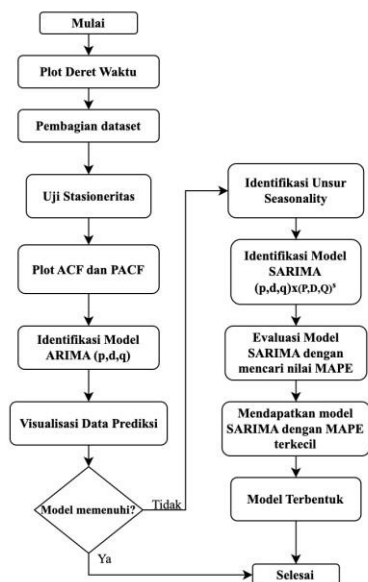 Mulai
Plot Deret Waktu
Pembagian dataset
Uji Stasioneritas
Plot ACF dan PACF
Identifikasi Model
ARIMA (p,d,q)
Visualisasi Data Prediksi
Model memenuhi?
Tidak
Ya
Identifikasi Unsur
Seasonality
Identifikasi Model
SARIMA
(p,d,q)x(P,D,Q)ˢ
Evaluasi Model
SARIMA dengan
mencari nilai MAPE
Mendapatkan model
SARIMA dengan MAPE
terkecil
Model Terbentuk
Selesai